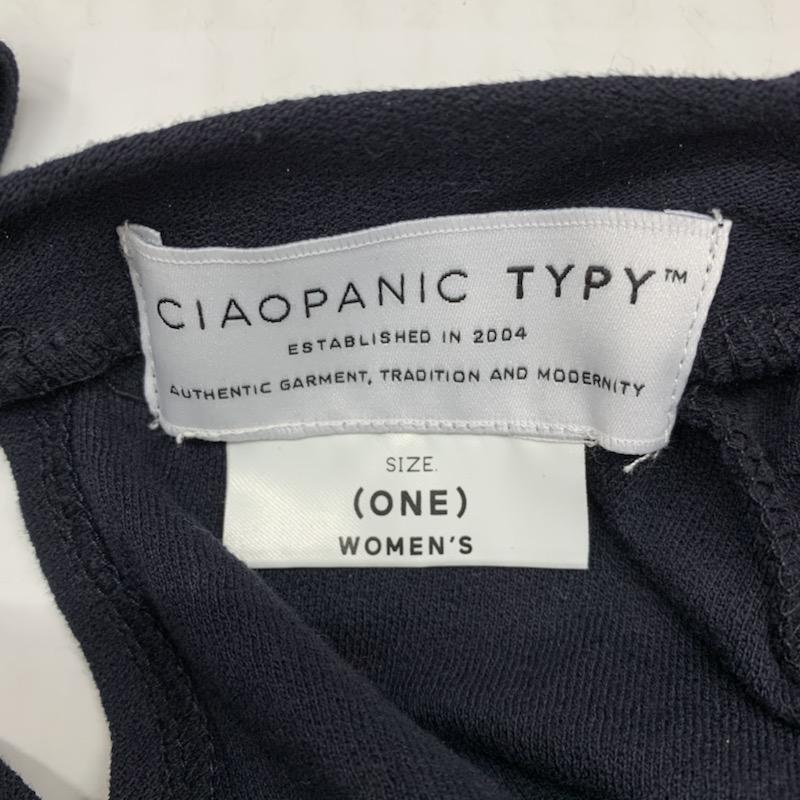 CIAOPANIC TYPY™
ESTABLISHED IN 2004
AUTHENTIC GARMENT, TRADITION AND MODERNITY
SIZE.
(ONE)
WOMEN'S